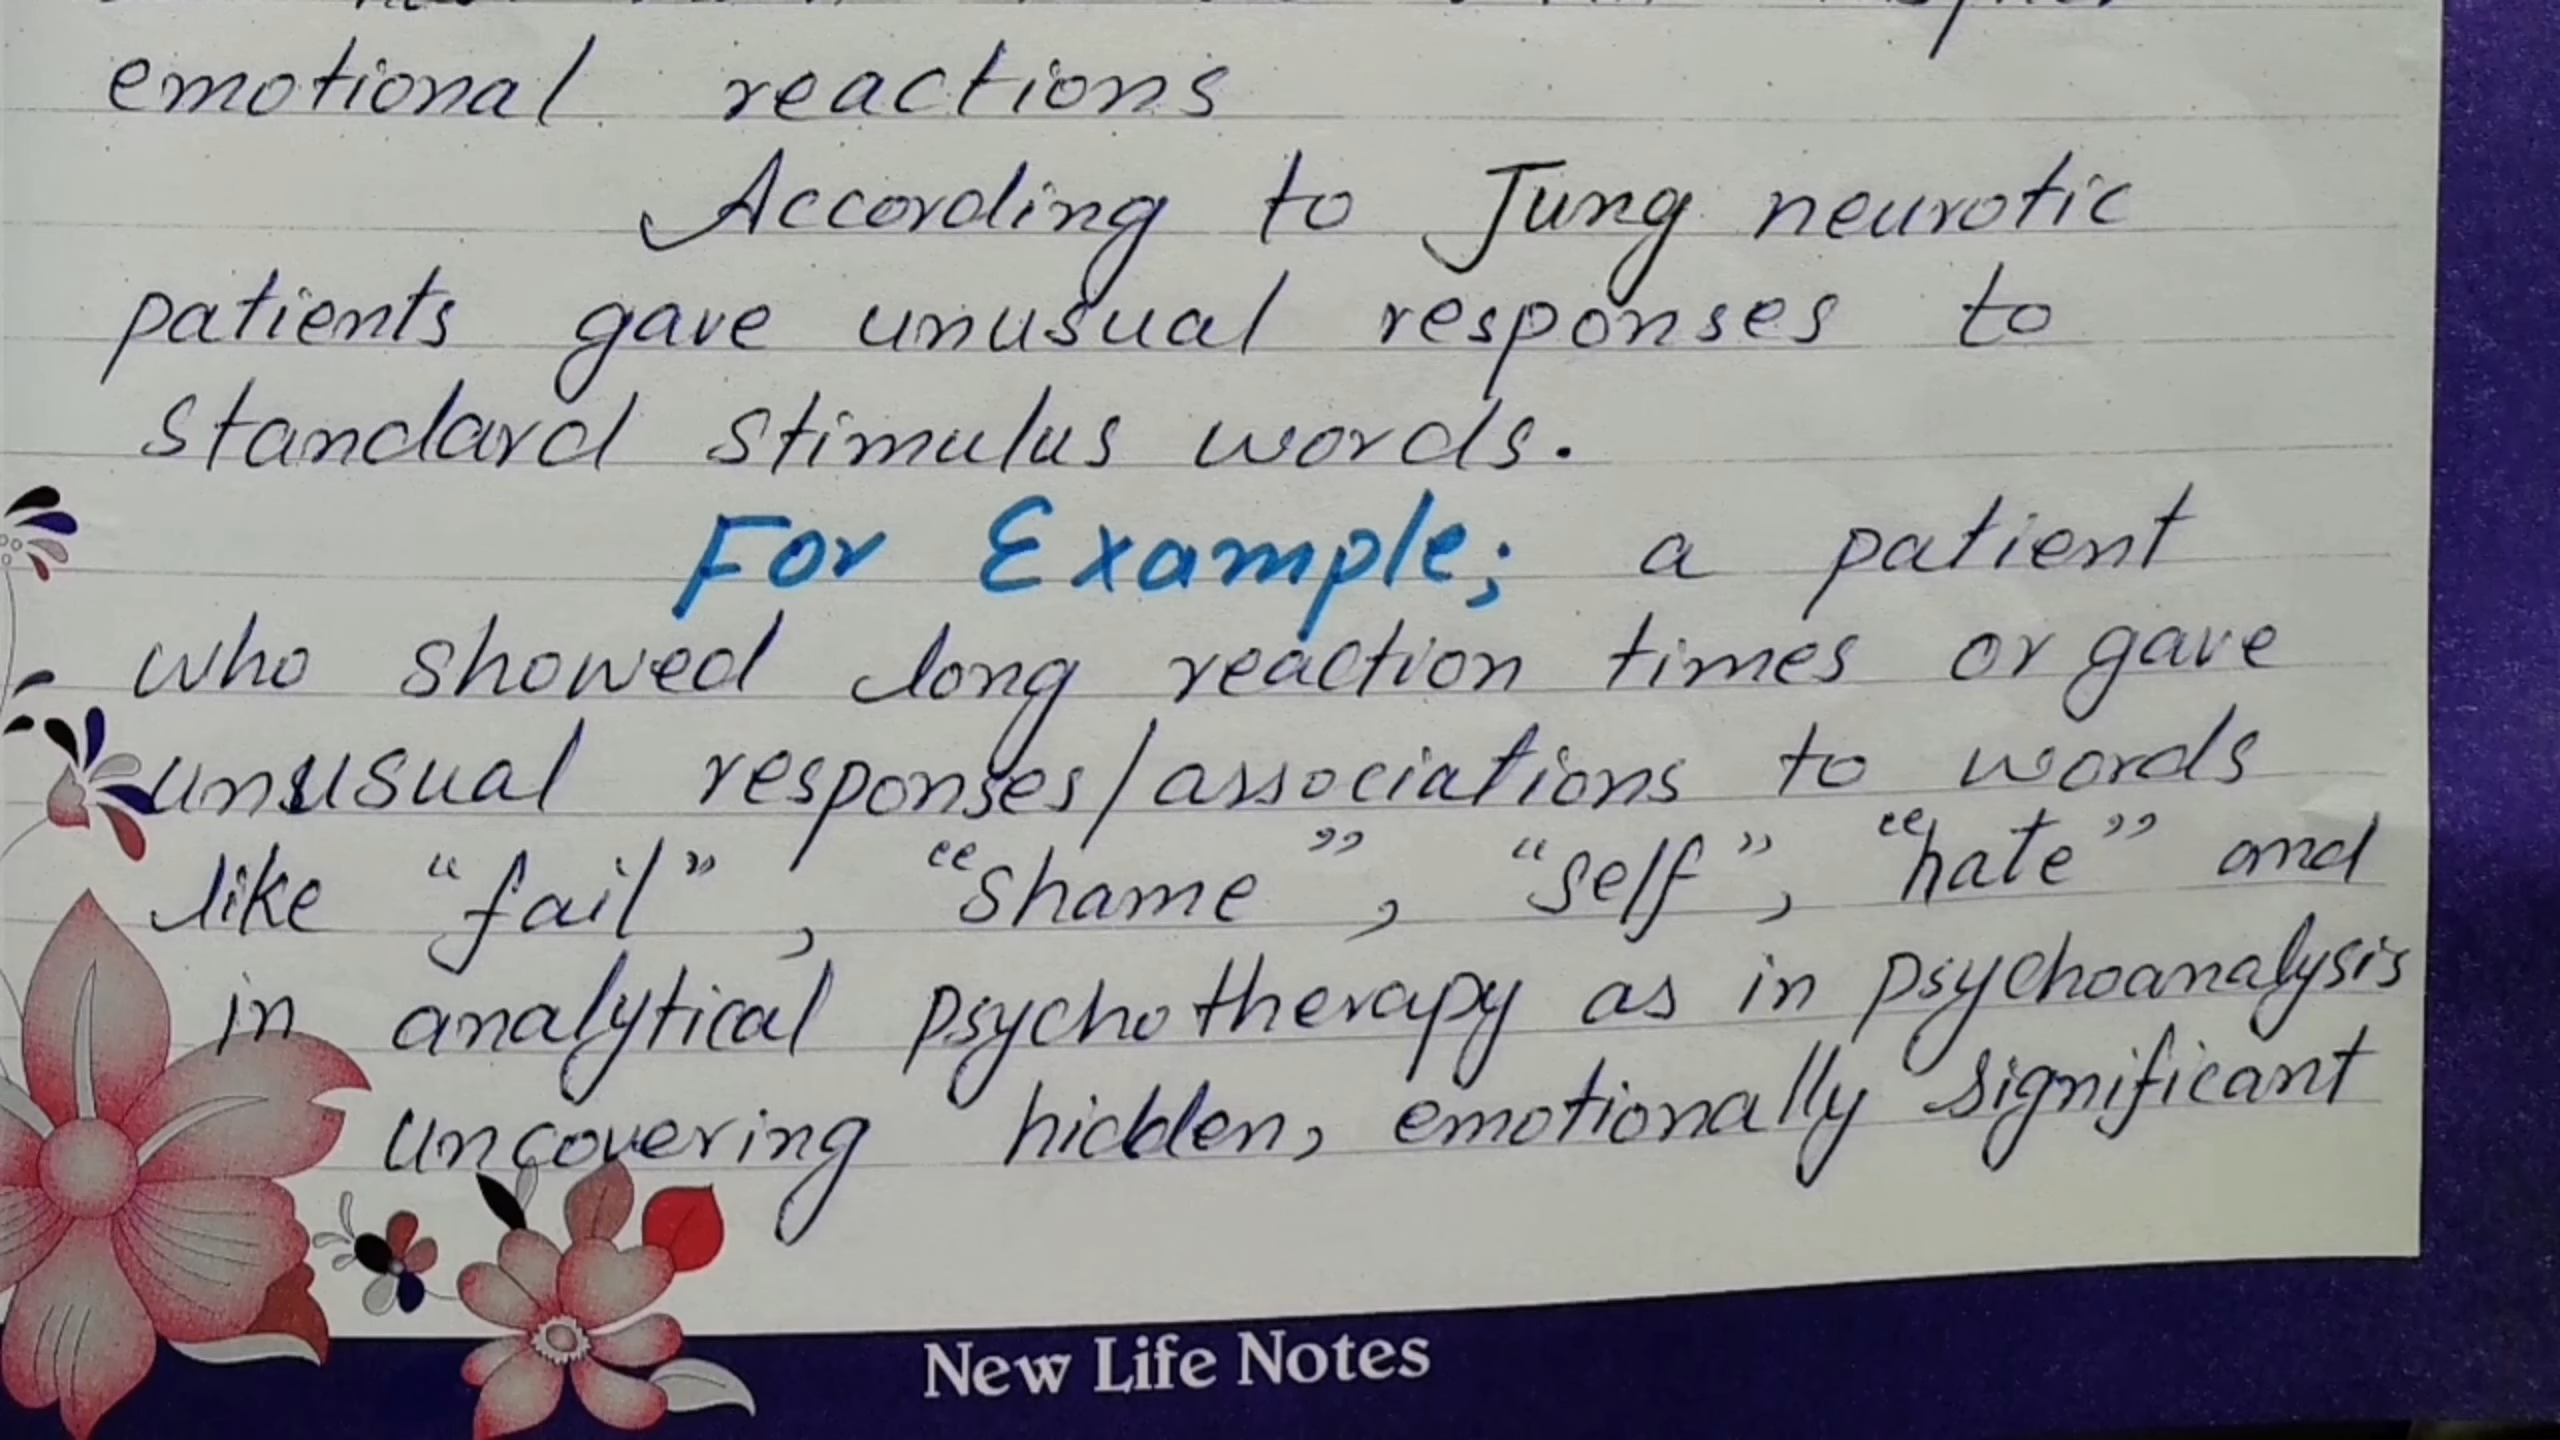 emotional reactions
According to Jung neurotic
patients gave unusual responses to
standard stimulus words.
For Example; a patient
who showed long reaction times or gave
unusual responses/associations to words
like "fail", "shame", "self", "hate" and
in analytical psychotherapy as in psychoanalysis
uncovering hidden, emotionally significant
New Life Notes